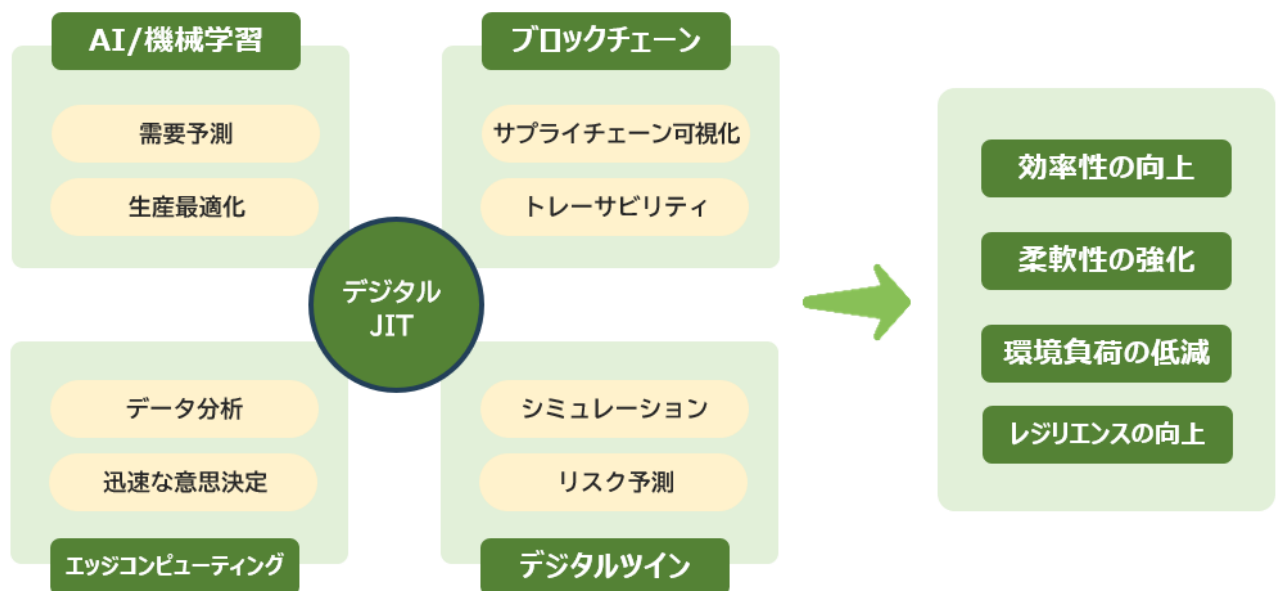 AI/機械学習
需要予測
生産最適化
ブロックチェーン
サプライチェーン可視化
トレーサビリティ
デジタル
JIT
データ分析
迅速な意思決定
エッジコンピューティング
シミュレーション
リスク予測
デジタルツイン
効率性の向上
柔軟性の強化
環境負荷の低減
レジリエンスの向上